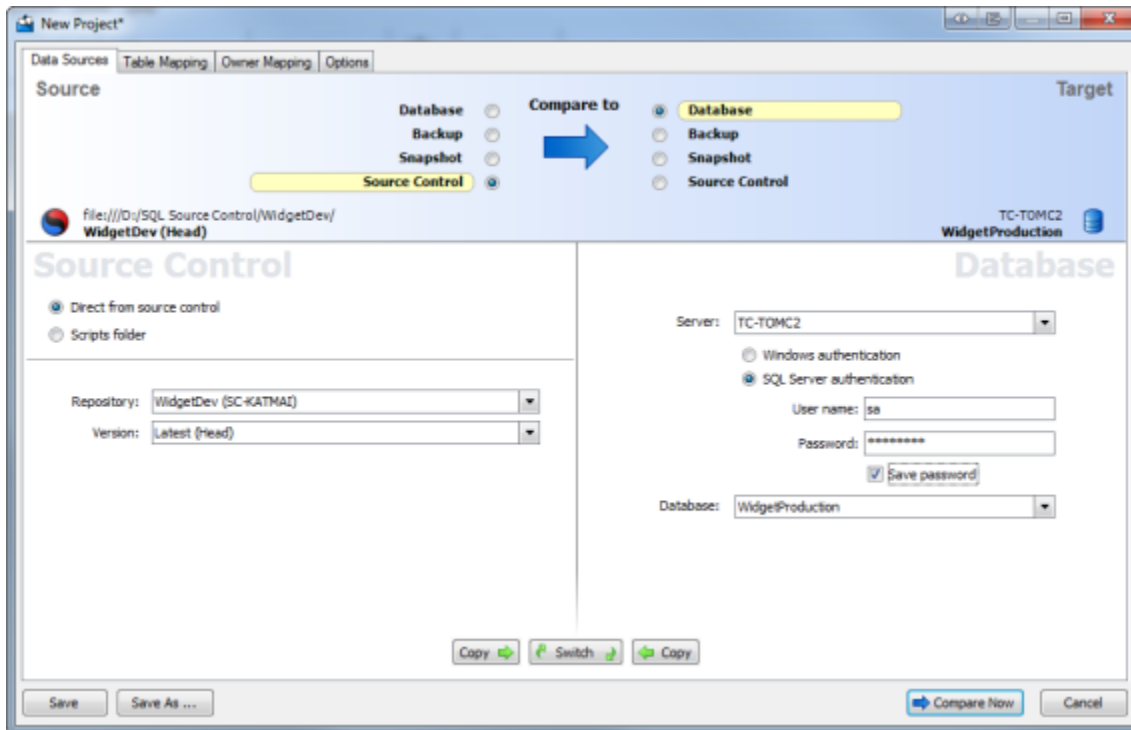 New Project*
Data Sources Table Mapping Owner Mapping Options
Source Target
Compare to
Database Database
Backup Backup
Snapshot Snapshot
Source Control Source Control
file:///D:/SQL Source Control/WidgetDev/ TC-TOMC2
WidgetDev (Head) WidgetProduction
Source Control Database
Direct from source control
Scripts folder
Server: TC-TOMC2
Windows authentication
SQL Server authentication
Repository: WidgetDev (SC-KATMAI)
Version: Latest (Head)
User name: sa
Password: ********
Save password
Database: WidgetProduction
Copy Switch Copy
Save Save As ... Compare Now Cancel